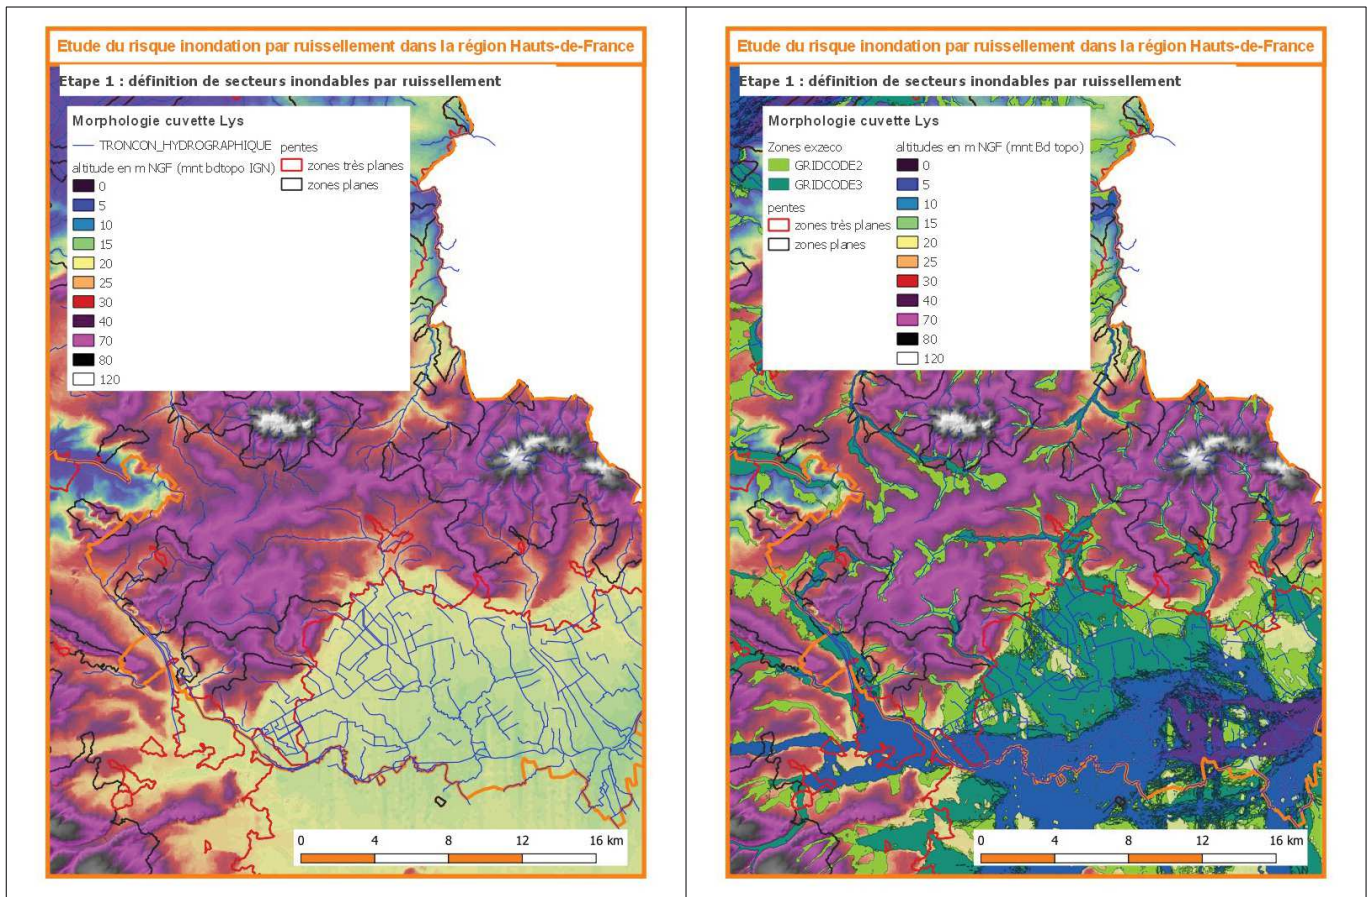 Etude du risque inondation par ruissellement dans la région Hauts-de-France
Etape 1 : définition de secteurs inondables par ruissellement
Morphologie cuvette Lys
TRONCON_HYDROGRAPHIQUE
altitude en m NGF (mnt bdtopo IGN)
0
5
10
15
20
25
30
40
70
80
120
pentes
zones très planes
zones planes
0 4 8 12 16 km
Etude du risque inondation par ruissellement dans la région Hauts-de-France
Etape 1 : définition de secteurs inondables par ruissellement
Morphologie cuvette Lys
Zones exzeco
GRIDCODE2
GRIDCODE3
pentes
zones très planes
zones planes
altitudes en m NGF (mnt Bd topo)
0
5
10
15
20
25
30
40
70
80
120
0 4 8 12 16 km